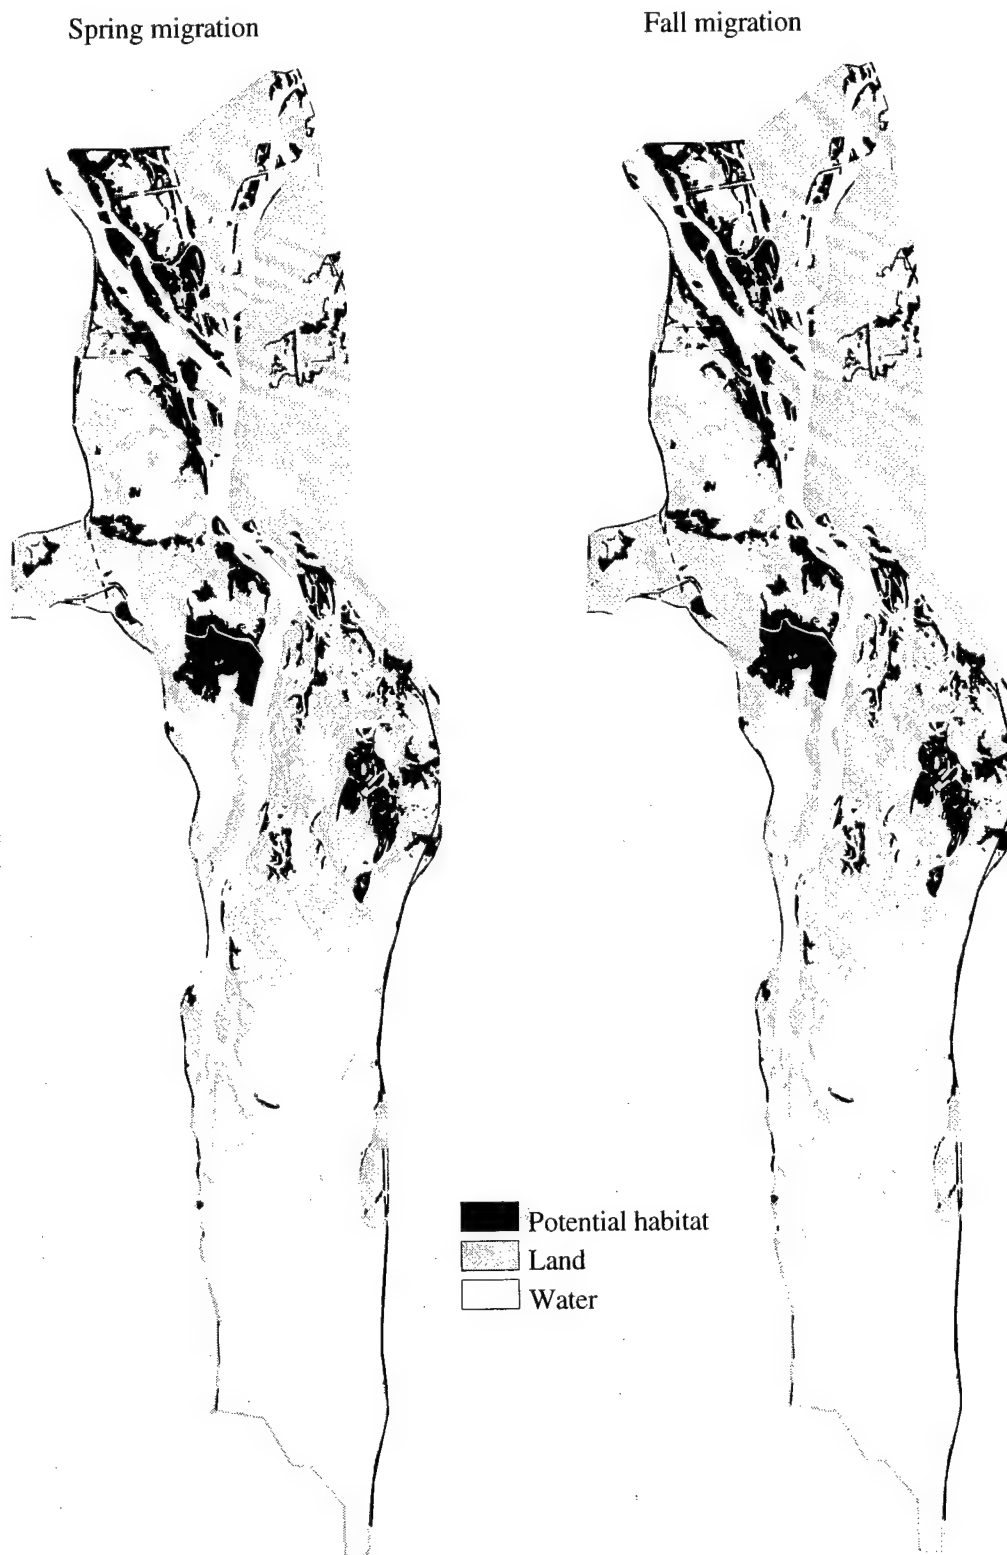 Spring migration
Fall migration
Potential habitat
Land
Water